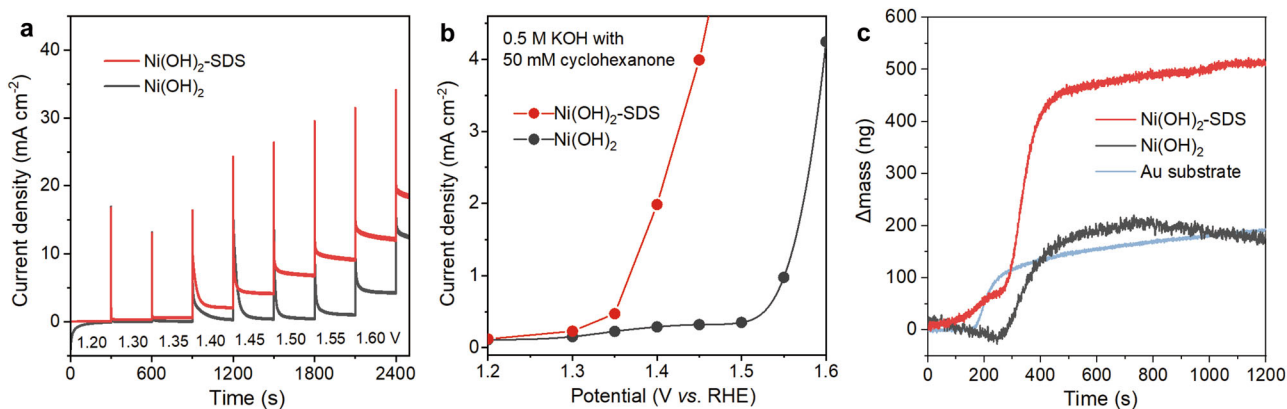 a
Current density (mA cm⁻²)
40
30
20
10
0
Ni(OH)₂-SDS
Ni(OH)₂
1.20 1.30 1.35 1.40 1.45 1.50 1.55 1.60 V
0 600 1200 1800 2400
Time (s)
b
Current density (mA cm⁻²)
4
2
0
0.5 M KOH with
50 mM cyclohexanone
Ni(OH)₂-SDS
Ni(OH)₂
1.2 1.3 1.4 1.5 1.6
Potential (V vs. RHE)
c
Δmass (ng)
600
500
400
300
200
100
0
Ni(OH)₂-SDS
Ni(OH)₂
Au substrate
0 200 400 600 800 1000 1200
Time (s)